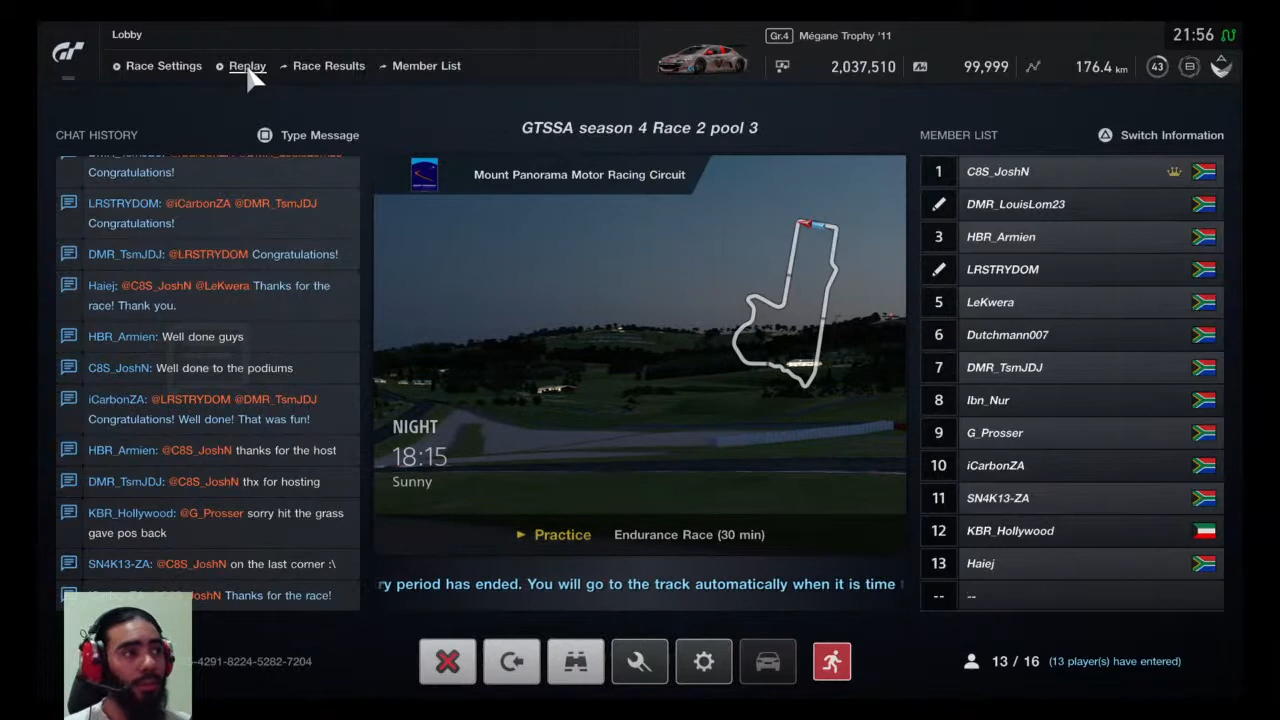 Lobby
Race Settings
Replay
Race Results
Member List
Gr.4 Mégane Trophy '11
2,037,510
99,999
176.4 km
43
B
21:56
CHAT HISTORY
Type Message
Congratulations!
LRSTRYDOM: @iCarbonZA @DMR_TsmJDJ
Congratulations!
DMR_TsmJDJ: @LRSTRYDOM Congratulations!
Haiej: @C8S_JoshN @LeKwera Thanks for the
race! Thank you.
HBR_Armien: Well done guys
C8S_JoshN: Well done to the podiums
iCarbonZA: @LRSTRYDOM @DMR_TsmJDJ
Congratulations! Well done! That was fun!
HBR_Armien: @C8S_JoshN thanks for the host
DMR_TsmJDJ: @C8S_JoshN thx for hosting
KBR_Hollywood: @G_Prosser sorry hit the grass
gave pos back
SN4K13-ZA: @C8S_JoshN on the last corner :\
oshN Thanks for the race!
-4291-8224-5282-7204
GTSSA season 4 Race 2 pool 3
Mount Panorama Motor Racing Circuit
NIGHT
18:15
Sunny
Practice Endurance Race (30 min)
ry period has ended. You will go to the track automatically when it is time
MEMBER LIST
Switch Information
1 C8S_JoshN
DMR_LouisLom23
3 HBR_Armien
LRSTRYDOM
5 LeKwera
6 Dutchmann007
7 DMR_TsmJDJ
8 Ibn_Nur
9 G_Prosser
10 iCarbonZA
11 SN4K13-ZA
12 KBR_Hollywood
13 Haiej
-- --
13 / 16 (13 player(s) have entered)